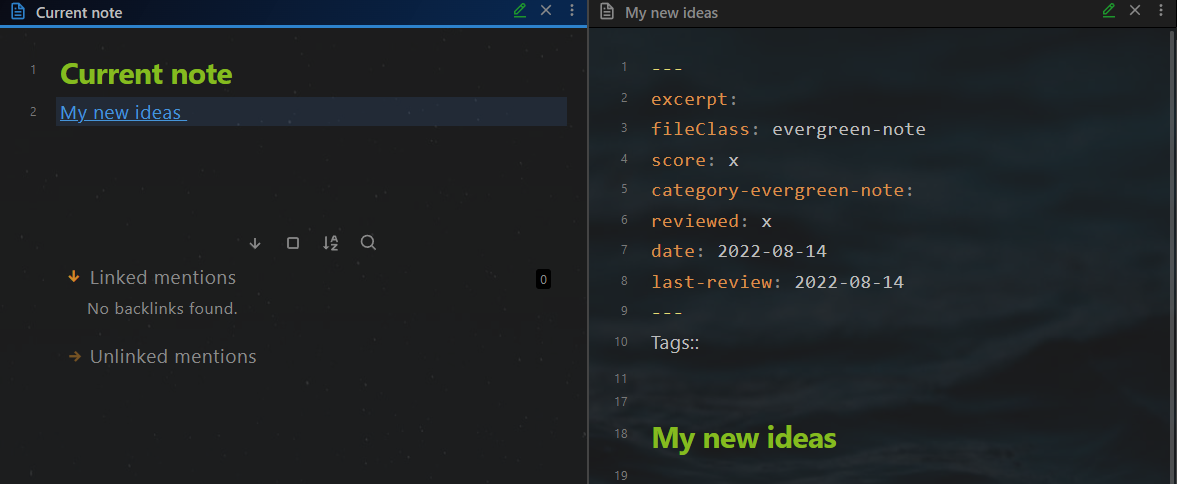 Current note
1 Current note
2 My new ideas
Linked mentions 0
No backlinks found.
Unlinked mentions
My new ideas
1 ---
2 excerpt:
3 fileClass: evergreen-note
4 score: x
5 category-evergreen-note:
6 reviewed: x
7 date: 2022-08-14
8 last-review: 2022-08-14
9 ---
10 Tags::
11
17
18 My new ideas
19